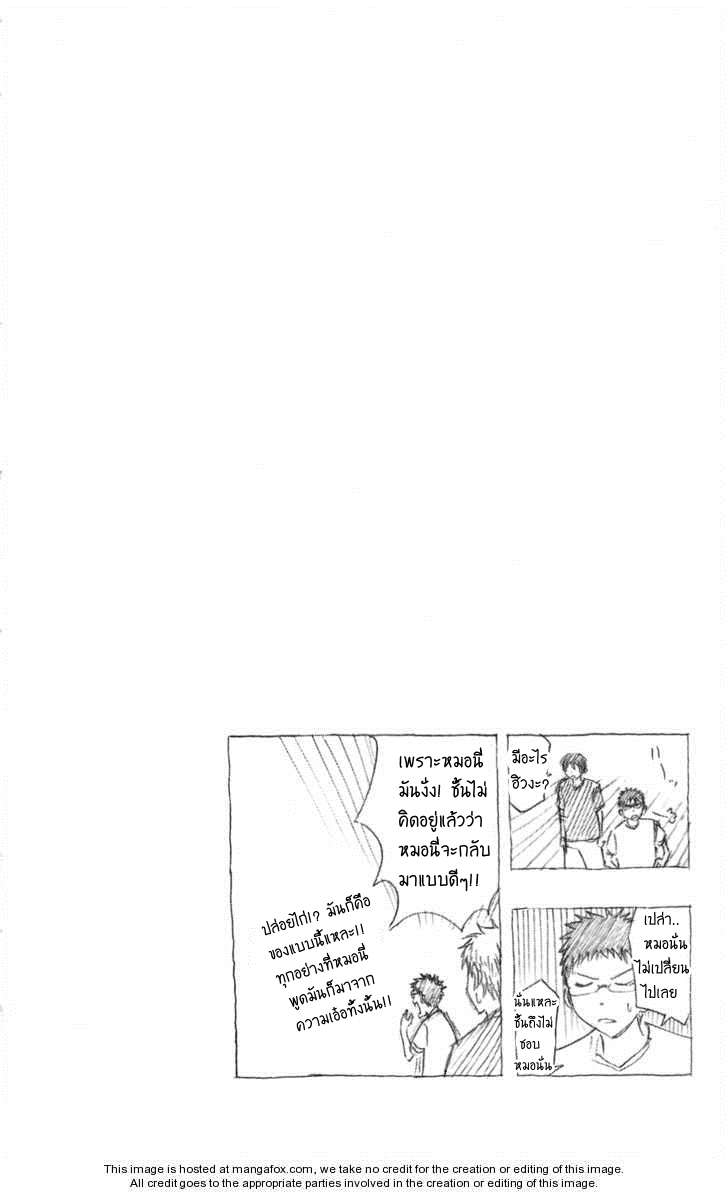 มีอะไร
ฮิวงะ?
เปล่า..
หมอนั่น
ไม่เปลี่ยน
ไปเลย
นั่นแหละ
ชั้นถึงไม่
ชอบ
หมอนั่น
เพราะหมอนี่
มันงั่ง! ชั้นไม่
คิดอยู่แล้วว่า
หมอนี่จะกลับ
มาแบบดีๆ!!
ปล่อยไก่!? มันก็คือ
ของแบบนี้แหละ!!
ทุกอย่างที่หมอนี่
พูดมันก็มาจาก
ความเอ๋อทั้งนั้น!!
This image is hosted at mangafox.com, we take no credit for the creation or editing of this image.
All credit goes to the appropriate parties involved in the creation or editing of this image.